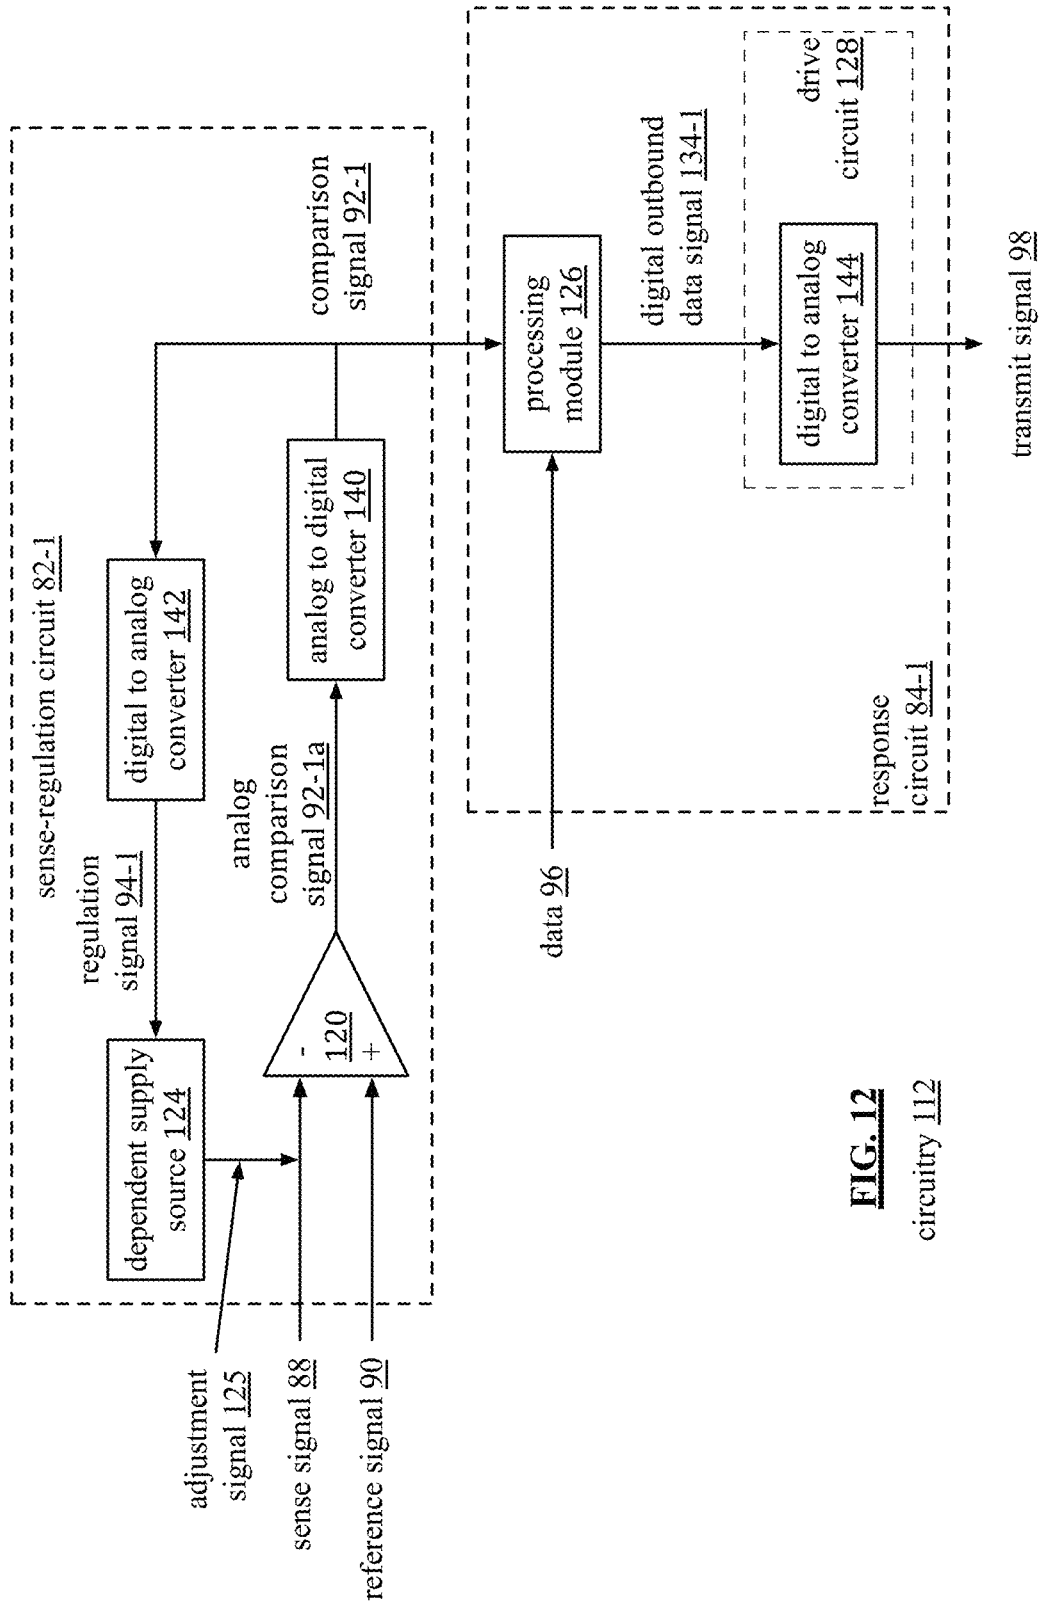 sense-regulation circuit 82-1
regulation
signal 94-1
dependent supply
source 124
digital to analog
converter 142
adjustment
signal 125
sense signal 88
reference signal 90
-
120
+
analog
comparison
signal 92-1a
analog to digital
converter 140
comparison
signal 92-1
data 96
processing
module 126
digital outbound
data signal 134-1
digital to analog
converter 144
drive
circuit 128
response
circuit 84-1
transmit signal 98
FIG. 12
circuitry 112